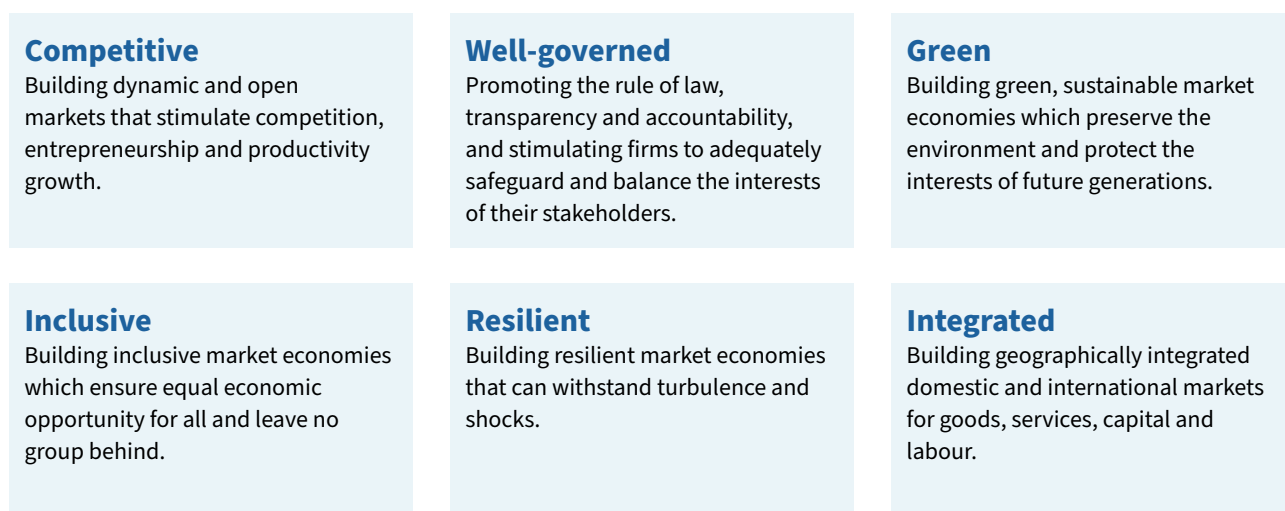 Competitive
Building dynamic and open
markets that stimulate competition,
entrepreneurship and productivity
growth.
Well-governed
Promoting the rule of law,
transparency and accountability,
and stimulating firms to adequately
safeguard and balance the interests
of their stakeholders.
Green
Building green, sustainable market
economies which preserve the
environment and protect the
interests of future generations.
Inclusive
Building inclusive market economies
which ensure equal economic
opportunity for all and leave no
group behind.
Resilient
Building resilient market economies
that can withstand turbulence and
shocks.
Integrated
Building geographically integrated
domestic and international markets
for goods, services, capital and
labour.